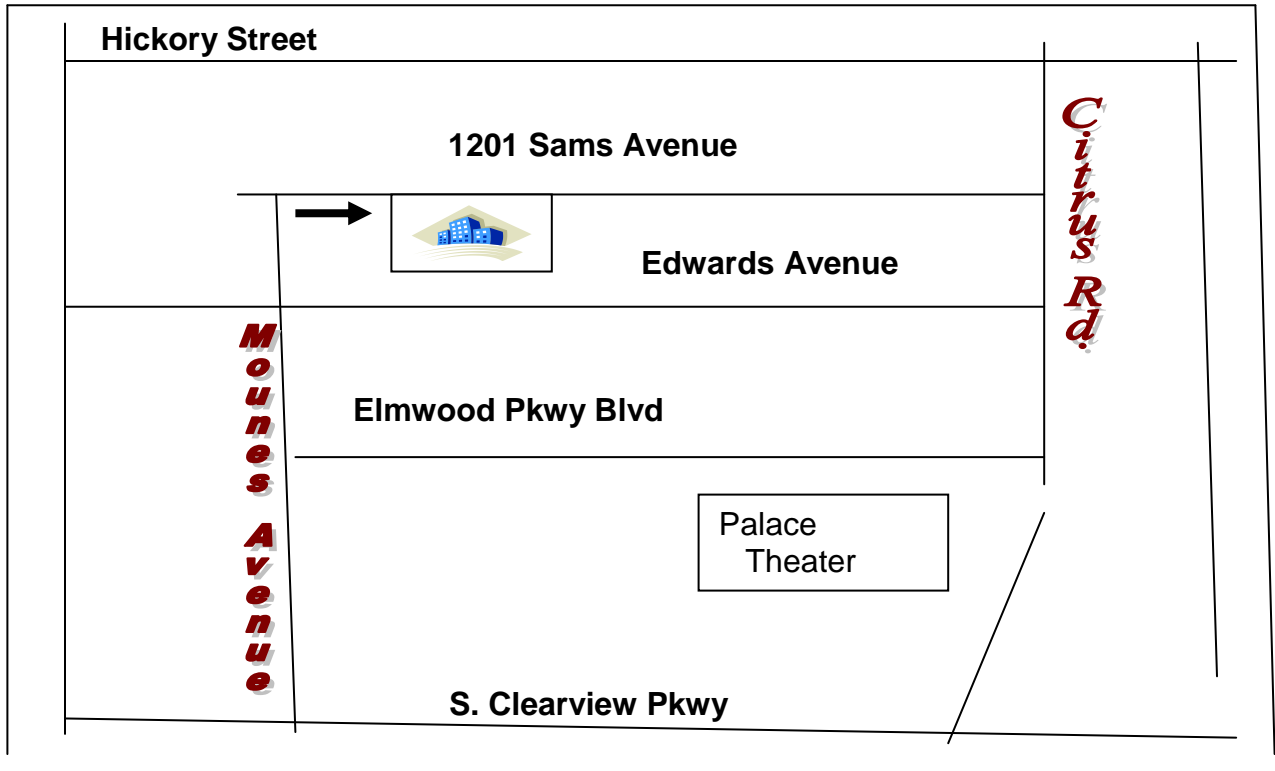 Hickory Street
1201 Sams Avenue
Citrus Rd.
Edwards Avenue
Mounes Avenue
Elmwood Pkwy Blvd
Palace
Theater
S. Clearview Pkwy